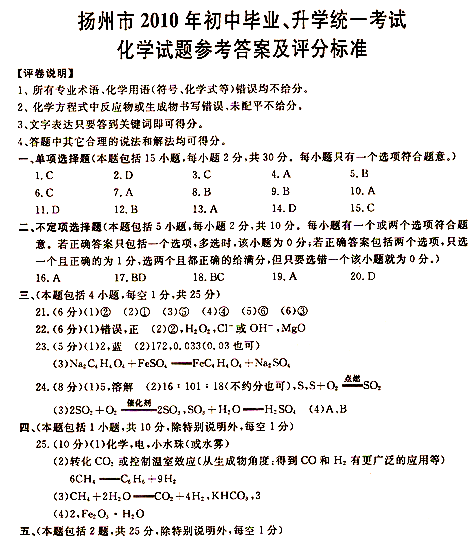 扬州市2010年初中毕业、升学统一考试
化学试题参考答案及评分标准
【评卷说明】
1、所有专业术语、化学用语(符号、化学式等)错误均不给分。
2、化学方程式中反应物或生成物书写错误、未配平不给分。
3、文字表达只要答到关键词即可得分。
4、答题中其它合理的说法和解法均可得分。
一、单项选择题(本题包括15小题,每小题2分,共30分。每小题只有一个选项符合题意。)
1.C 2.D 3.C 4.A 5.B
6.C 7.A 8.B 9.B 10.A
11.D 12.B 13.A 14.D 15.C
二、不定项选择题(本题包括5小题,每小题2分,共10分。每小题有一个或两个选项符合题
意。若正确答案只包括一个选项,多选时,该小题为0分;若正确答案包括两个选项,只选
一个且正确的为1分,选两个且都正确的给满分,但只要选错一个该小题就为0分。)
16.A 17.BD 18.BC 19.A 20.D
三、(本题包括4小题,每空1分,共25分)
21.(6分)(1)② (2)① (3)⑤ (4)④ (5)⑥ (6)③
22.(6分)(1)错误,正 (2)②,H₂O₂,Cl⁻或OH⁻,MgO
23.(5分)(1)2,蓝 (2)172,0.033(0.03也可)
(3)Na₂C₄H₄O₄+FeSO₄══FeC₄H₄O₄+Na₂SO₄
24.(8分)(1)5,溶解 (2)16∶101∶18(不约分也可),S,S+O₂ 点燃══SO₂
(3)2SO₂+O₂ 催化剂══2SO₃,SO₃+H₂O══H₂SO₄ (4)A、B
四、(本题包括1小题,共10分,除特别说明外,每空1分)
25.(10分)(1)化学,电,小水珠(或水雾)
(2)转化CO₂或控制温室效应(从生成物角度:得到CO和H₂有更广泛的应用等)
6CH₄══C₆H₆+9H₂
(3)CH₄+2H₂O══CO₂+4H₂,KHCO₃,3
(4)2,Fe₂O₃·H₂O
五、(本题包括2题,共25分,除特别说明外,每空1分)